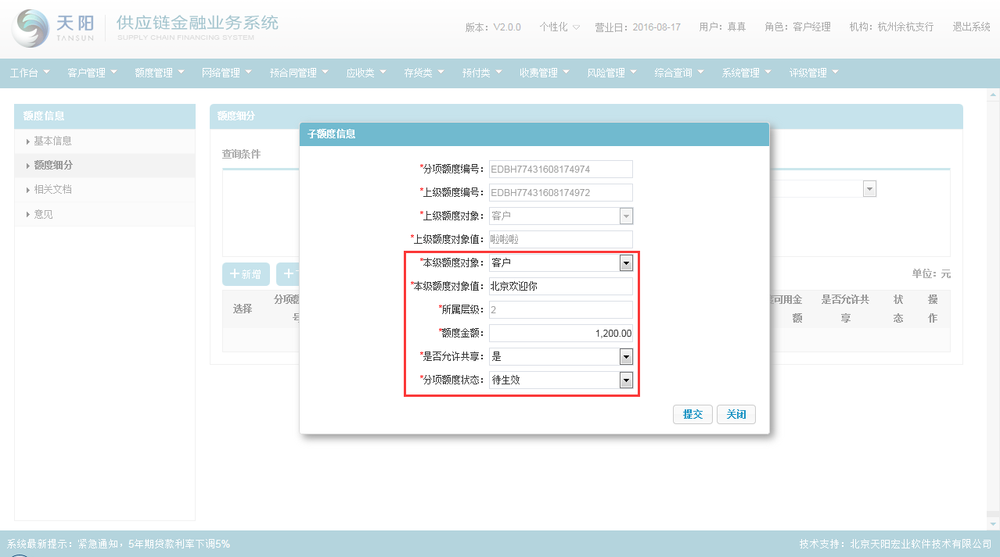 天阳 TANSUN 供应链金融业务系统
SUPPLY CHAIN FINANCING SYSTEM
版本：V2.0.0 个性化 营业日：2016-08-17 用户：真真 角色：客户经理 机构：杭州余杭支行 退出系统
工作台 客户管理 额度管理 网络管理 预合同管理 应收类 存货类 预付类 收费管理 风险管理 综合查询 系统管理 评级管理
额度信息
基本信息
额度细分
相关文档
意见
额度细分
查询条件
子额度信息
*分项额度编号：EDBH77431608174974
*上级额度编号：EDBH77431608174972
*上级额度对象：客户
*上级额度对象值：啦啦啦
*本级额度对象：客户
*本级额度对象值：北京欢迎你
*所属层级：2
*额度金额：1,200.00
*是否允许共享：是
*分项额度状态：待生效
提交 关闭
新增
单位：元
选择 分项额
号
可用金额 是否允许共享 状态 操作
系统最新提示：紧急通知，5年期贷款利率下调5% 技术支持：北京天阳宏业软件技术有限公司